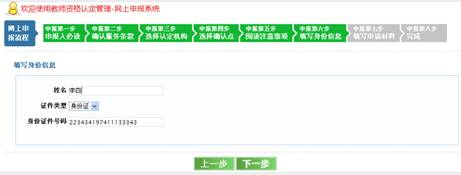 欢迎使用教师资格认定管理-网上申报系统
网上申
报流程
申报第一步
申报人必读
申报第二步
确认服务条款
申报第三步
选择认定机构
申报第四步
选择确认点
申报第五步
阅读注意事项
申报第六步
填写身份信息
申报第七步
填写申请材料
申报第八步
完成
填写身份信息
姓名 李四
证件类型 身份证
身份证件号码 223434197411133343
上一步 下一步